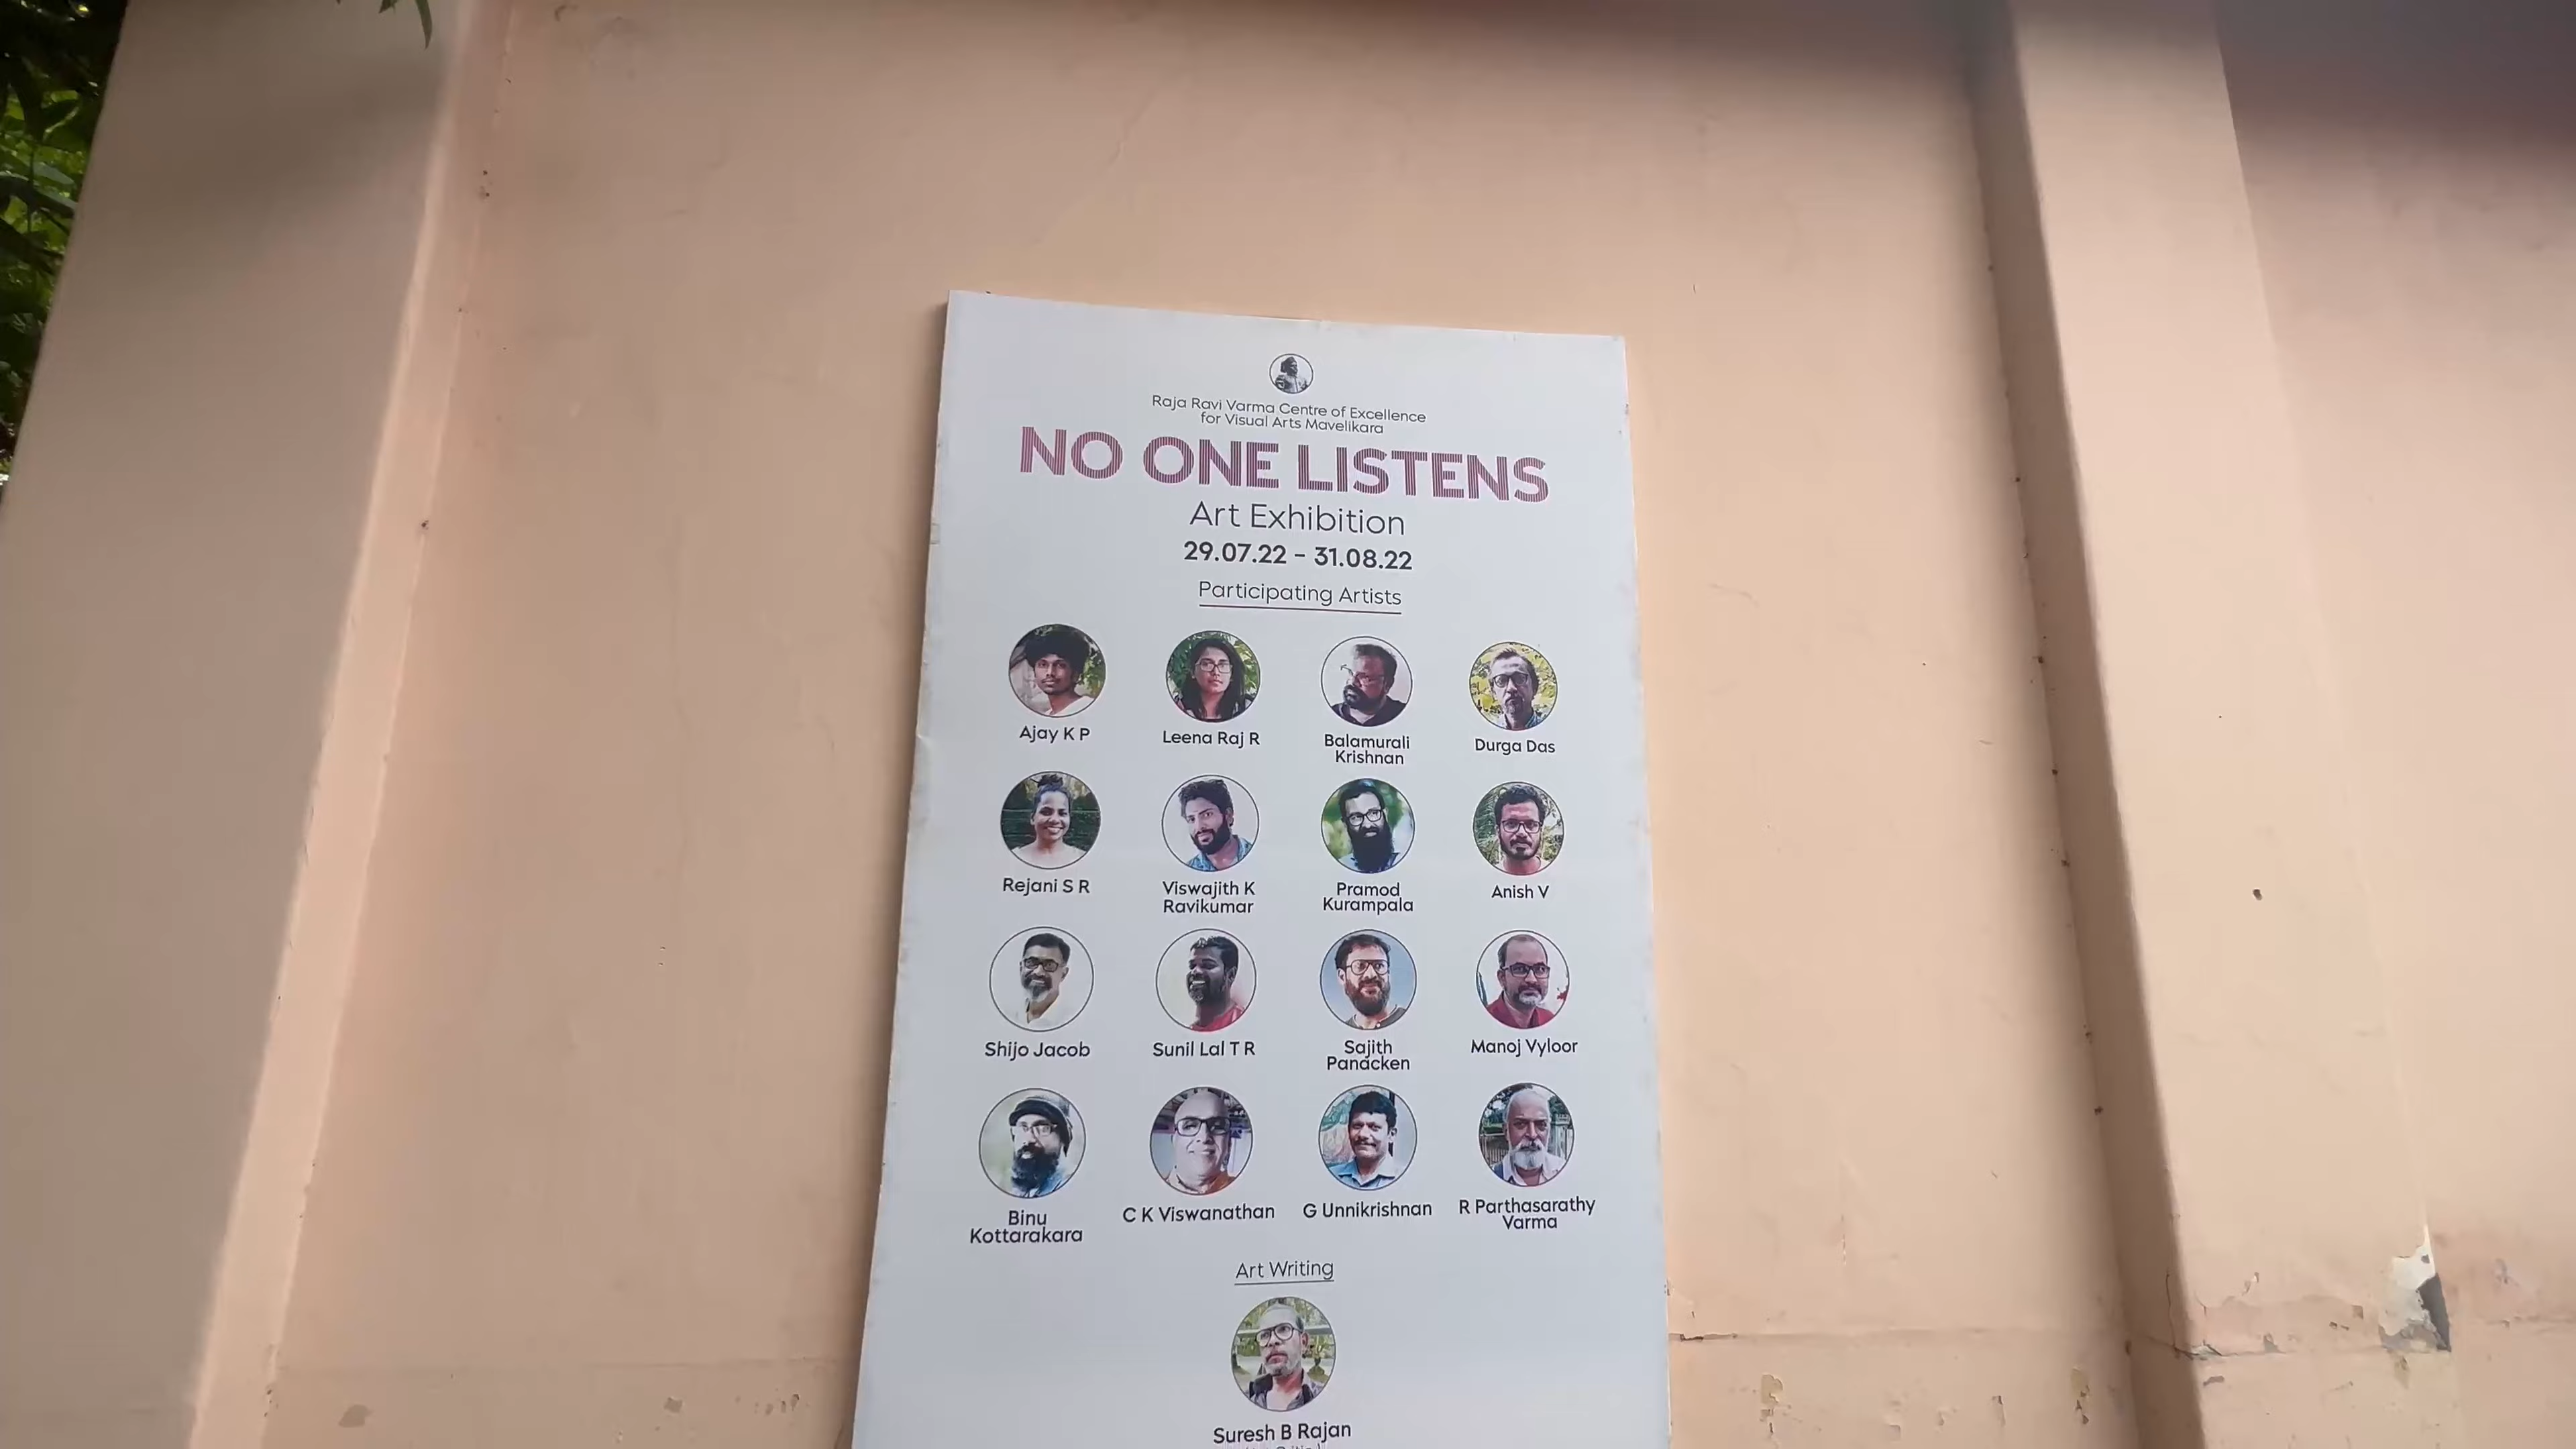 Raja Ravi Varma Centre of Excellence
for Visual Arts Mavelikara
NO ONE LISTENS
Art Exhibition
29.07.22 - 31.08.22
Participating Artists
Ajay K P
Leena Raj R
Balamurali
Krishnan
Durga Das
Rejani S R
Viswajith K
Ravikumar
Pramod
Kurampala
Anish V
Shijo Jacob
Sunil Lal T R
Sajith
Panacken
Manoj Vyloor
Binu
Kottarakara
C K Viswanathan
G Unnikrishnan
R Parthasarathy
Varma
Art Writing
Suresh B Rajan